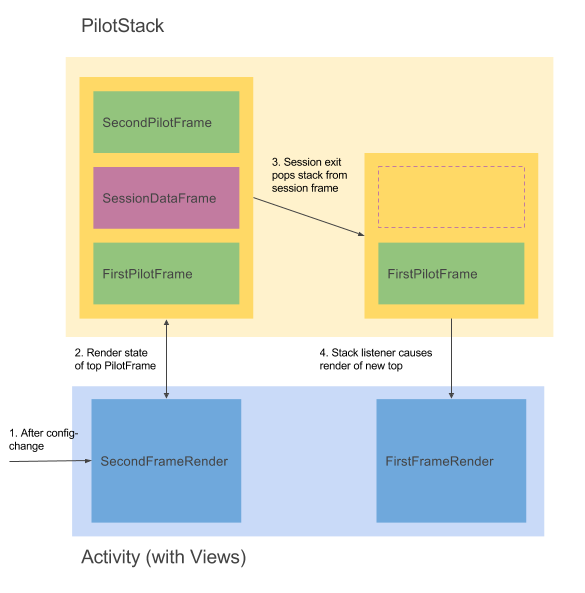 PilotStack
SecondPilotFrame
SessionDataFrame
FirstPilotFrame
3. Session exit
pops stack from
session frame
FirstPilotFrame
2. Render state
of top PilotFrame
4. Stack listener causes
render of new top
1. After config-
change
SecondFrameRender
FirstFrameRender
Activity (with Views)